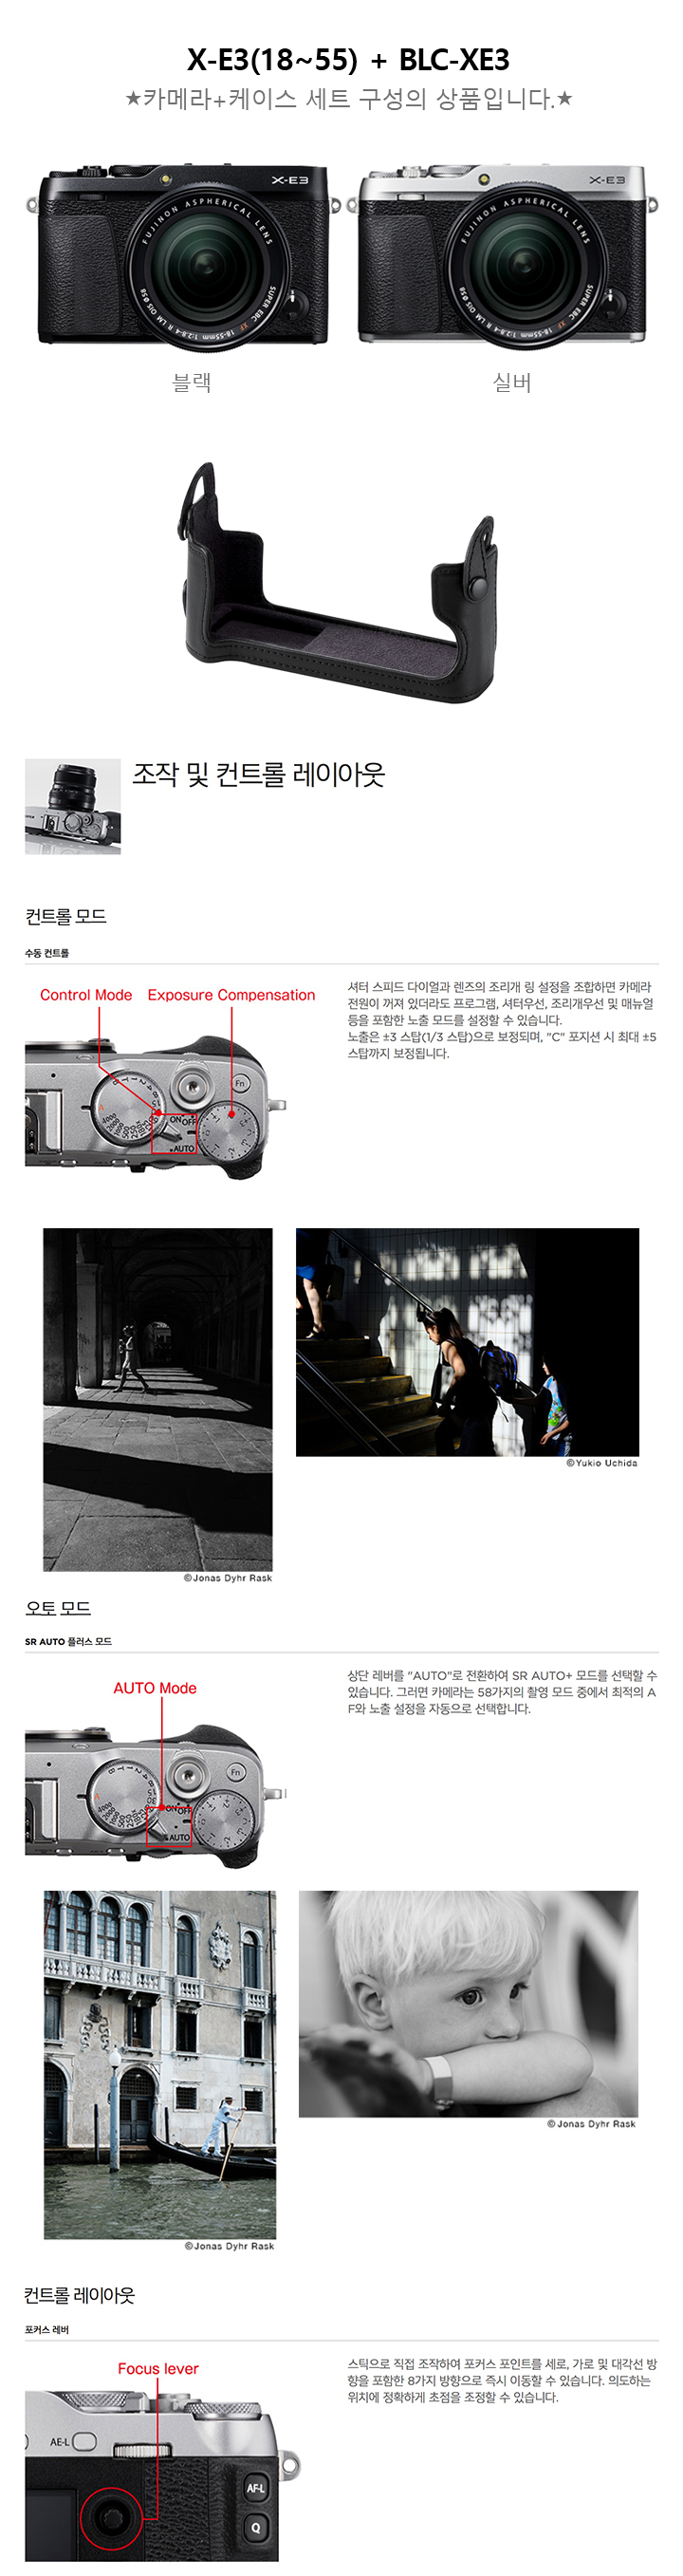 X-E3(18~55) + BLC-XE3
★카메라+케이스 세트 구성의 상품입니다.★
X-E3
X-E3
FUJINON ASPHERICAL LENS
SUPER EBC XF 18-55mm 1:2.8-4 R LM OIS Ø58
FUJINON ASPHERICAL LENS
SUPER EBC XF 18-55mm 1:2.8-4 R LM OIS Ø58
블랙
실버
조작 및 컨트롤 레이아웃
컨트롤 모드
수동 컨트롤
Control Mode
Exposure Compensation
셔터 스피드 다이얼과 렌즈의 조리개 링 설정을 조합하면 카메라
전원이 꺼져 있더라도 프로그램, 셔터우선, 조리개우선 및 매뉴얼
등을 포함한 노출 모드를 설정할 수 있습니다.
노출은 ±3 스탑(1/3 스탑)으로 보정되며, "C" 포지션 시 최대 ±5
스탑까지 보정됩니다.
Fn
A
4000
ON
OFF
AUTO
©Yukio Uchida
©Jonas Dyhr Rask
오토 모드
SR AUTO 플러스 모드
AUTO Mode
상단 레버를 "AUTO"로 전환하여 SR AUTO+ 모드를 선택할 수
있습니다. 그러면 카메라는 58가지의 촬영 모드 중에서 최적의 A
F와 노출 설정을 자동으로 선택합니다.
Fn
A
4000
ON
OFF
AUTO
©Jonas Dyhr Rask
©Jonas Dyhr Rask
컨트롤 레이아웃
포커스 레버
Focus lever
스틱으로 직접 조작하여 포커스 포인트를 세로, 가로 및 대각선 방
향을 포함한 8가지 방향으로 즉시 이동할 수 있습니다. 의도하는
위치에 정확하게 초점을 조정할 수 있습니다.
AE-L
AF-L
Q